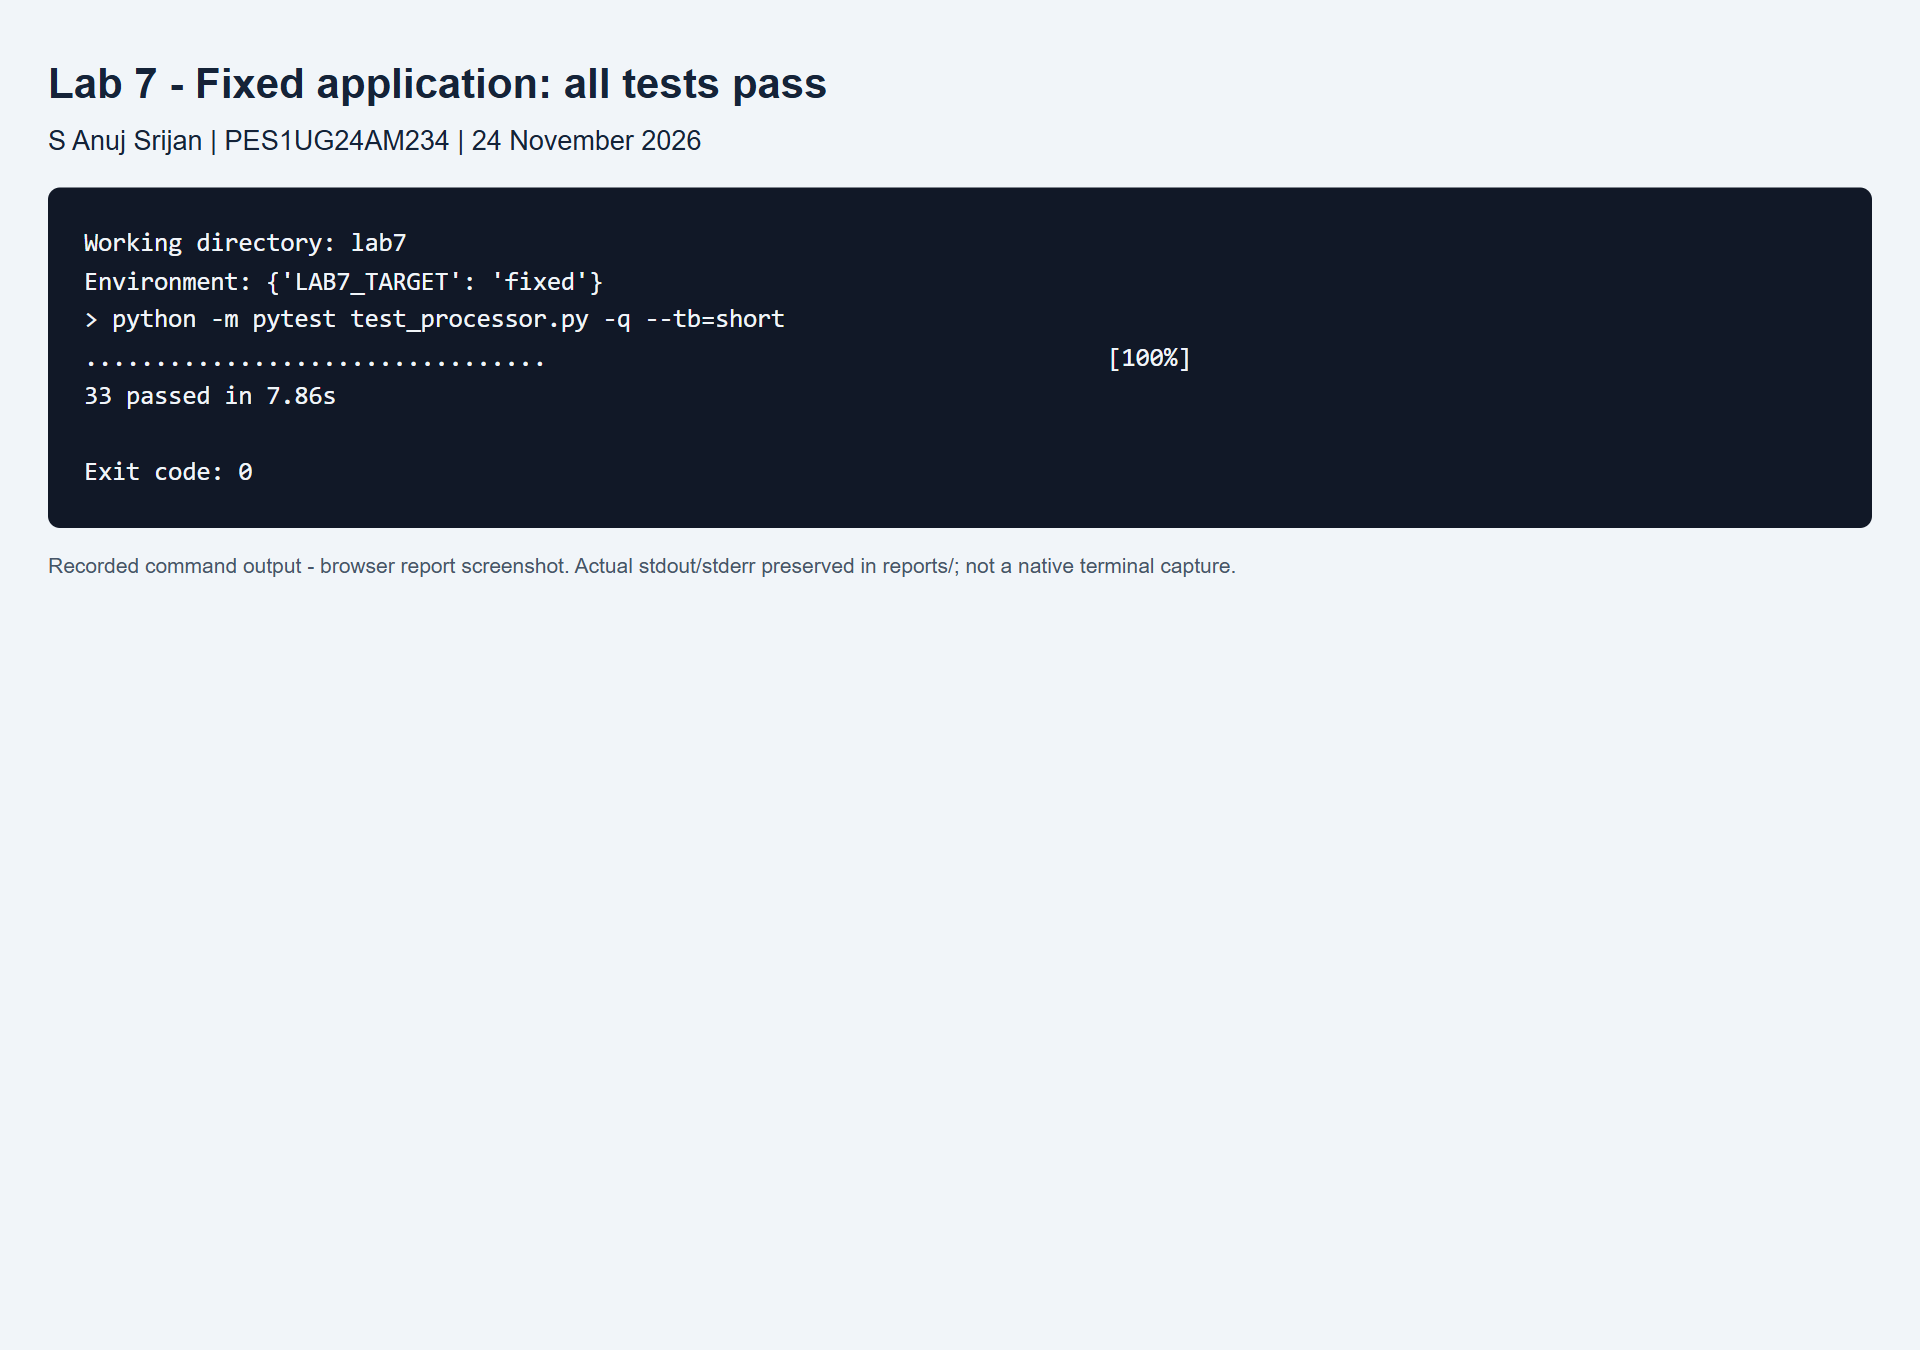 Lab 7 - Fixed application: all tests pass
S Anuj Srijan | PES1UG24AM234 | 24 November 2026
Working directory: lab7
Environment: {'LAB7_TARGET': 'fixed'}
> python -m pytest test_processor.py -q --tb=short
.................................                                        [100%]
33 passed in 7.86s
Exit code: 0
Recorded command output - browser report screenshot. Actual stdout/stderr preserved in reports/; not a native terminal capture.